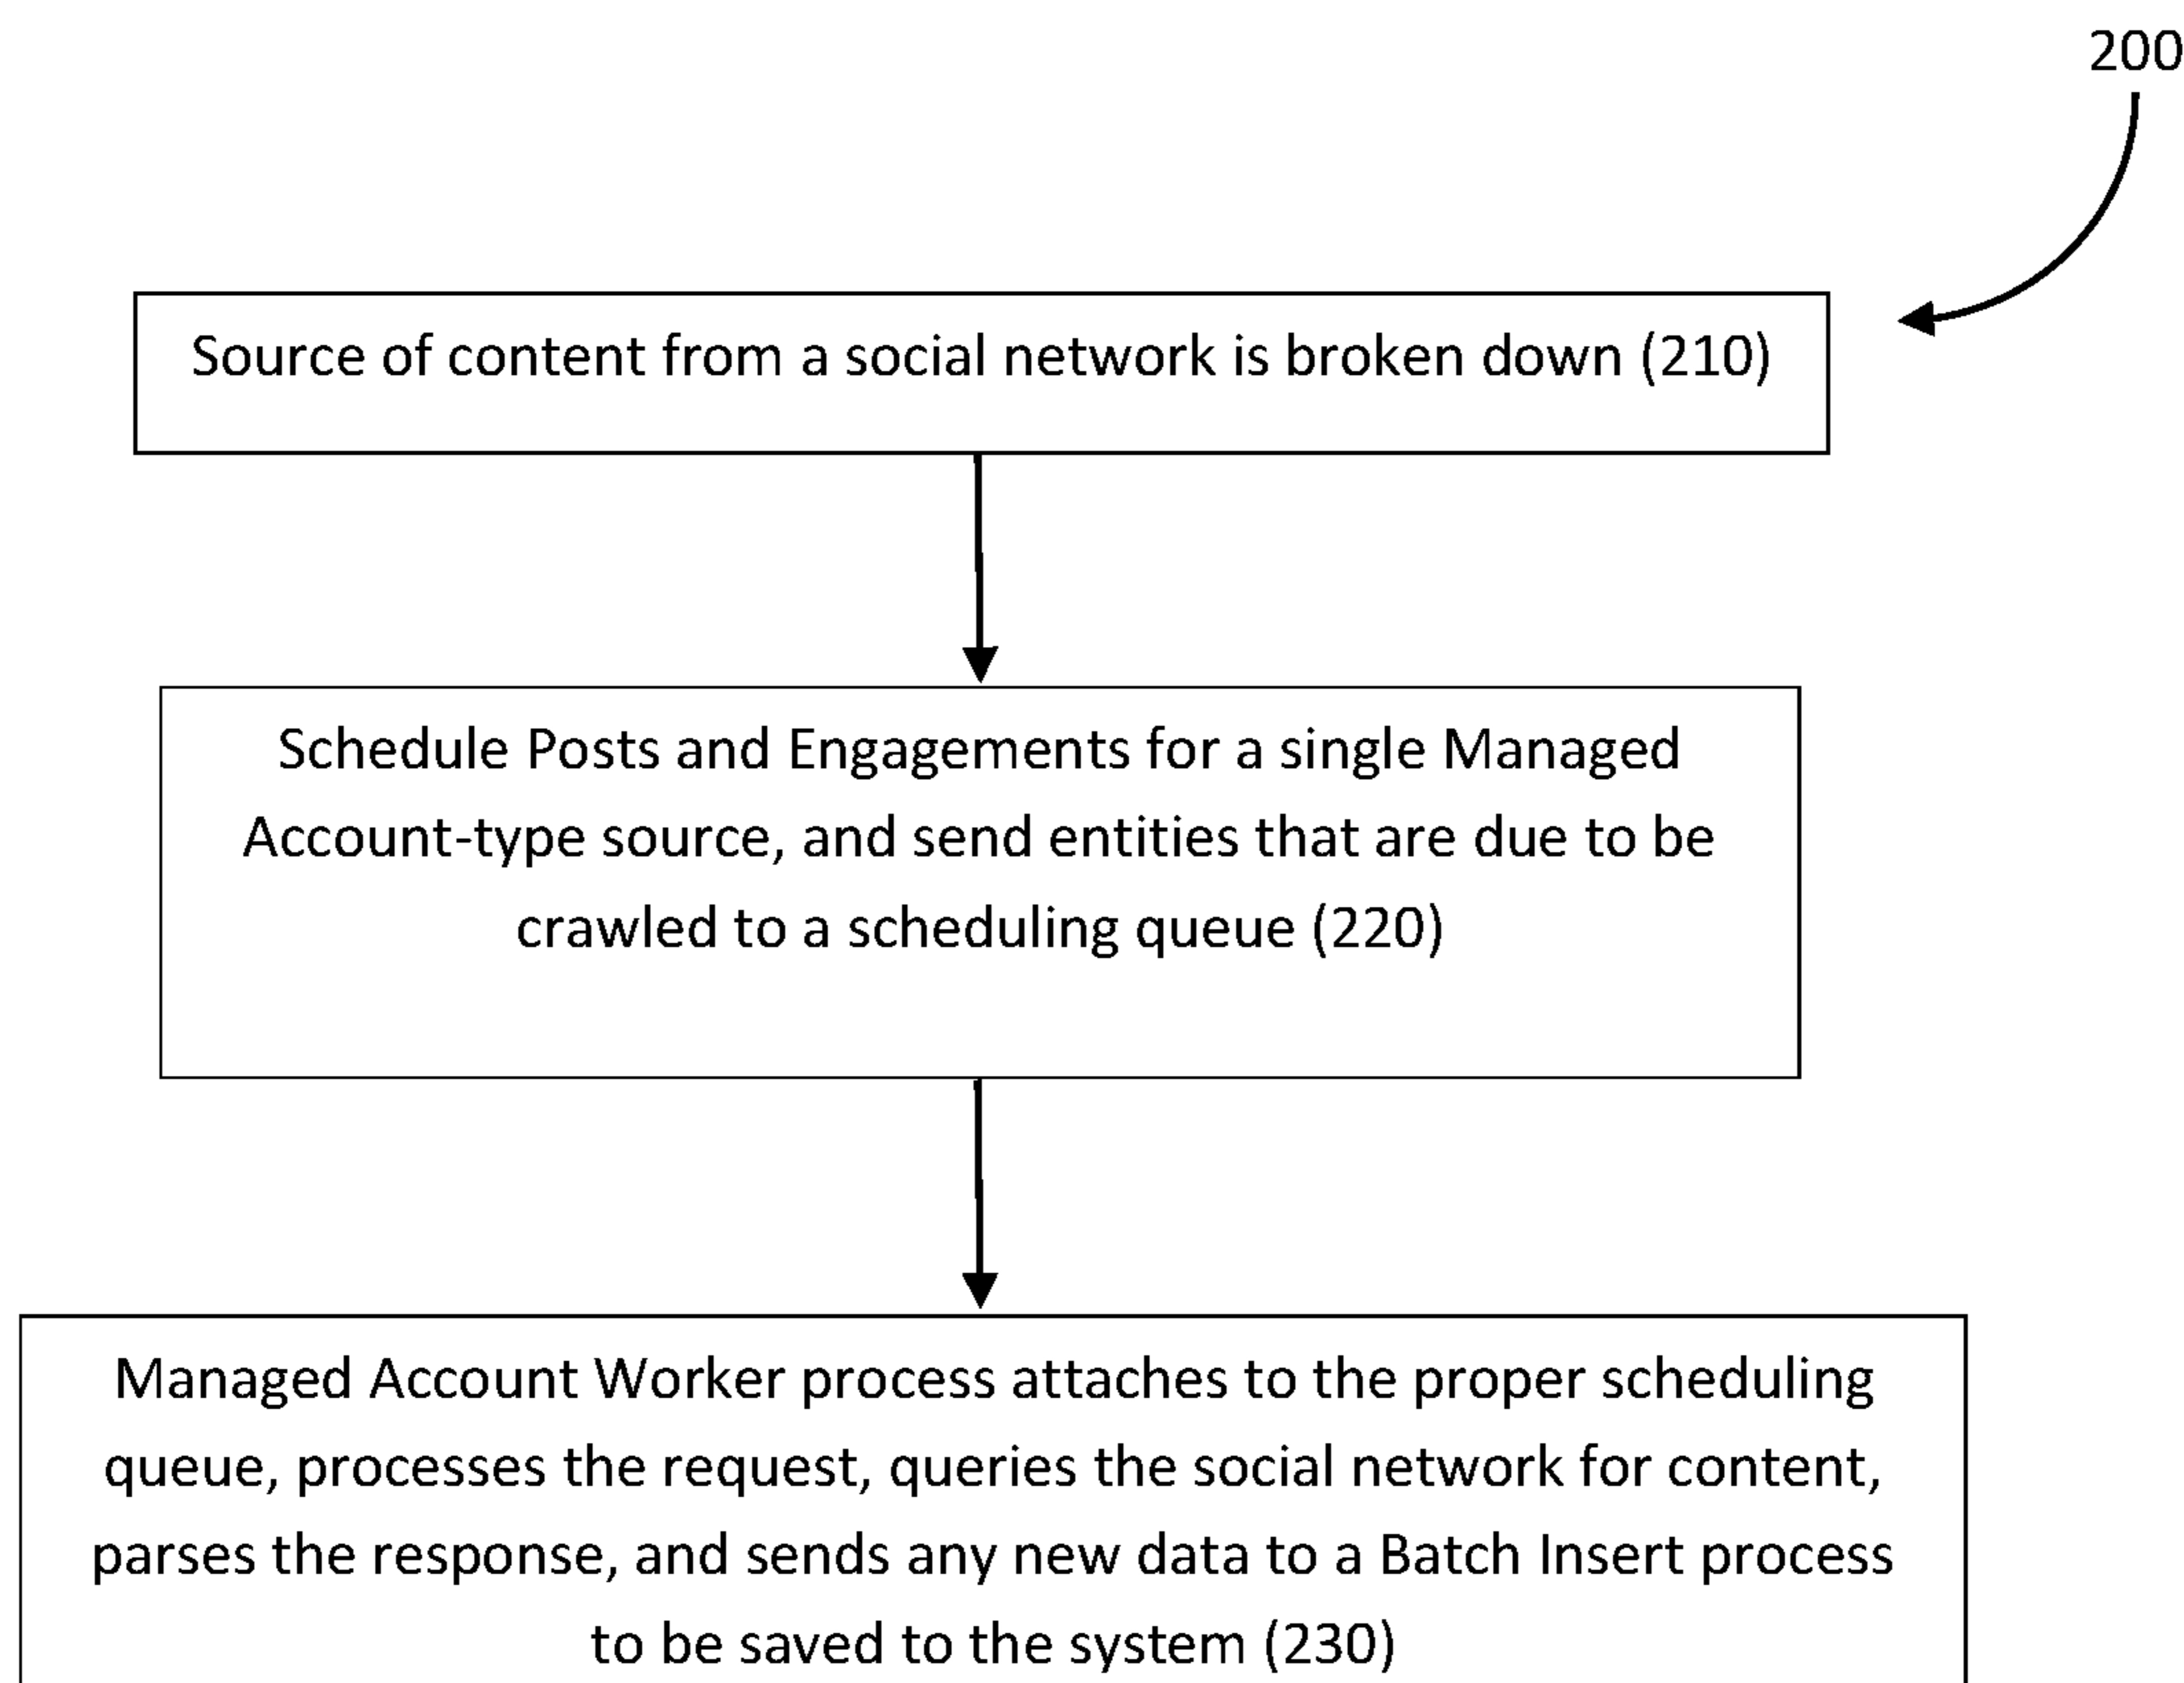 200
Source of content from a social network is broken down (210)
Schedule Posts and Engagements for a single Managed
Account-type source, and send entities that are due to be
crawled to a scheduling queue (220)
Managed Account Worker process attaches to the proper scheduling
queue, processes the request, queries the social network for content,
parses the response, and sends any new data to a Batch Insert process
to be saved to the system (230)